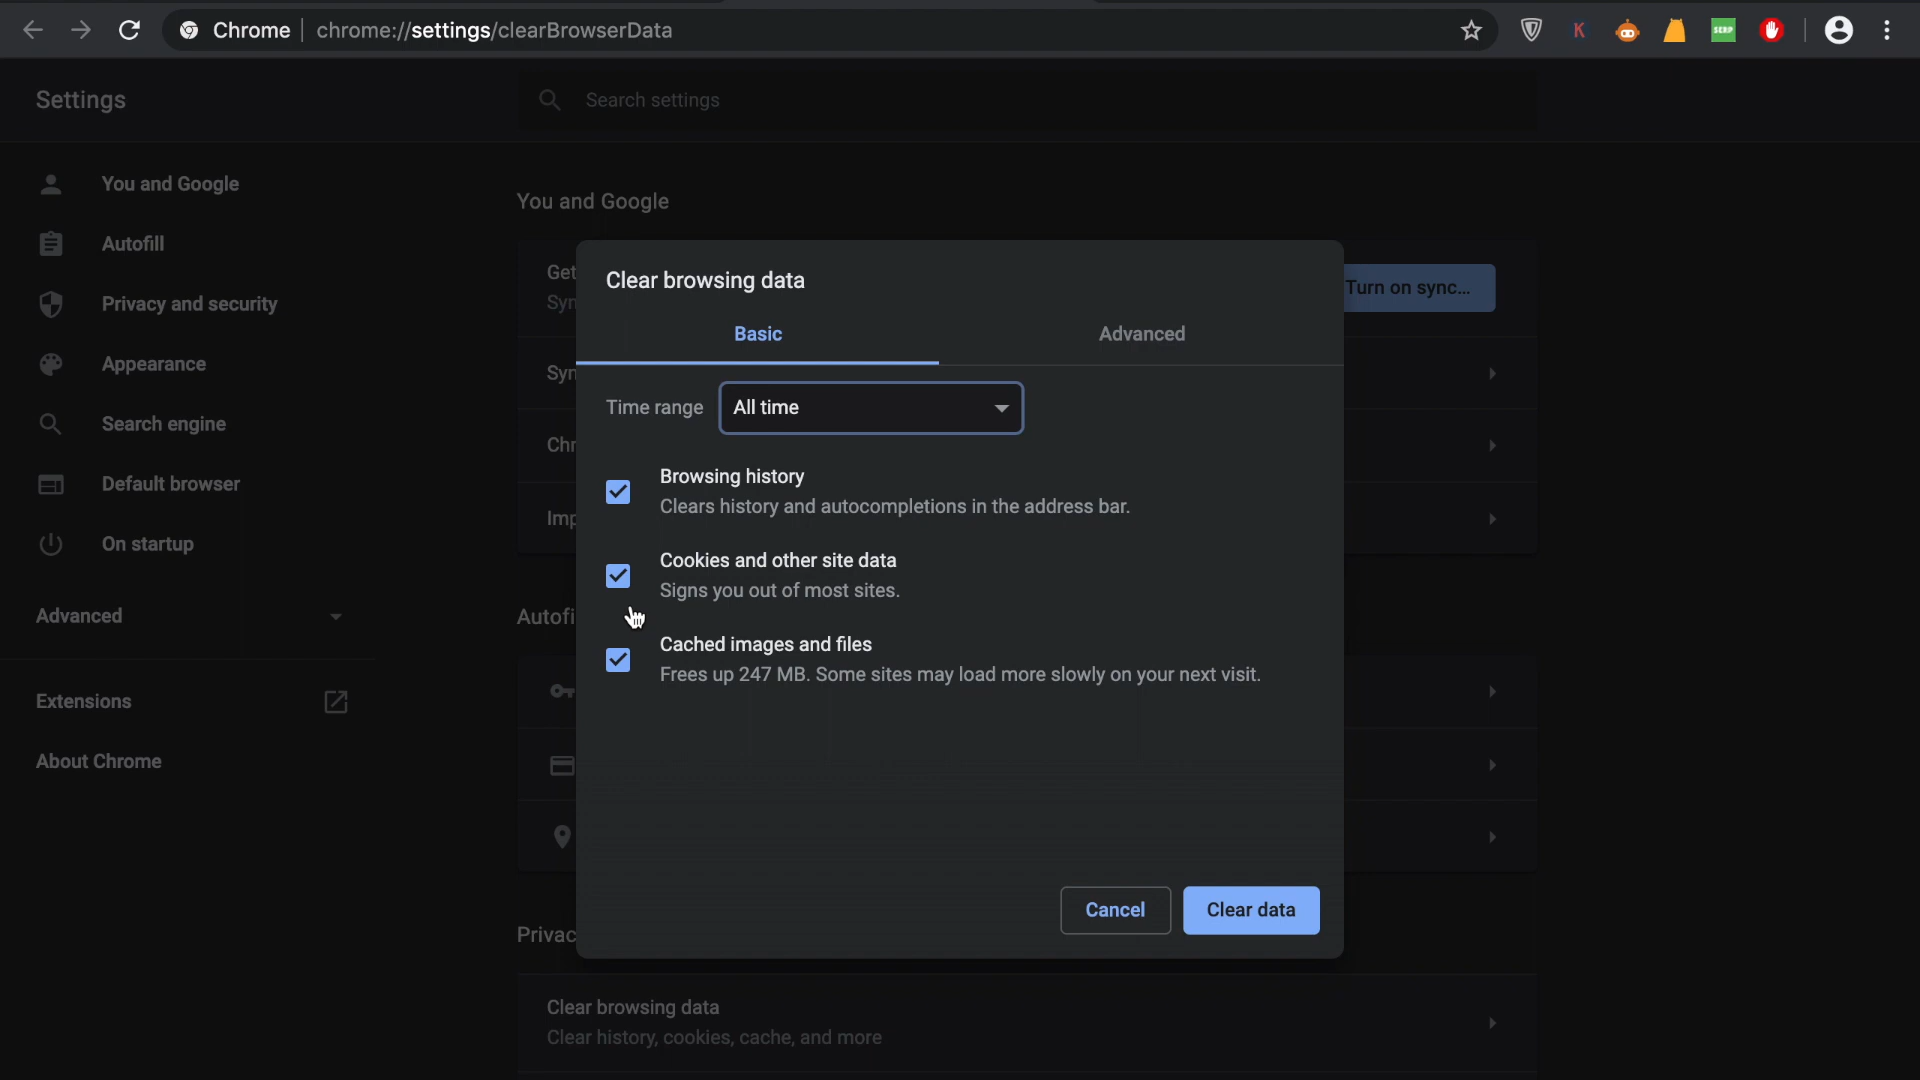 Chrome | chrome://settings/clearBrowserData
K
SERP
Settings
Search settings
You and Google
Autofill
Privacy and security
Appearance
Search engine
Default browser
On startup
Advanced
Extensions
About Chrome
You and Google
Get
Syn
Turn on sync...
Syn
Chr
Imp
Autofi
Privac
Clear browsing data
Clear history, cookies, cache, and more
Clear browsing data
Basic
Advanced
Time range
All time
Browsing history
Clears history and autocompletions in the address bar.
Cookies and other site data
Signs you out of most sites.
Cached images and files
Frees up 247 MB. Some sites may load more slowly on your next visit.
Cancel
Clear data